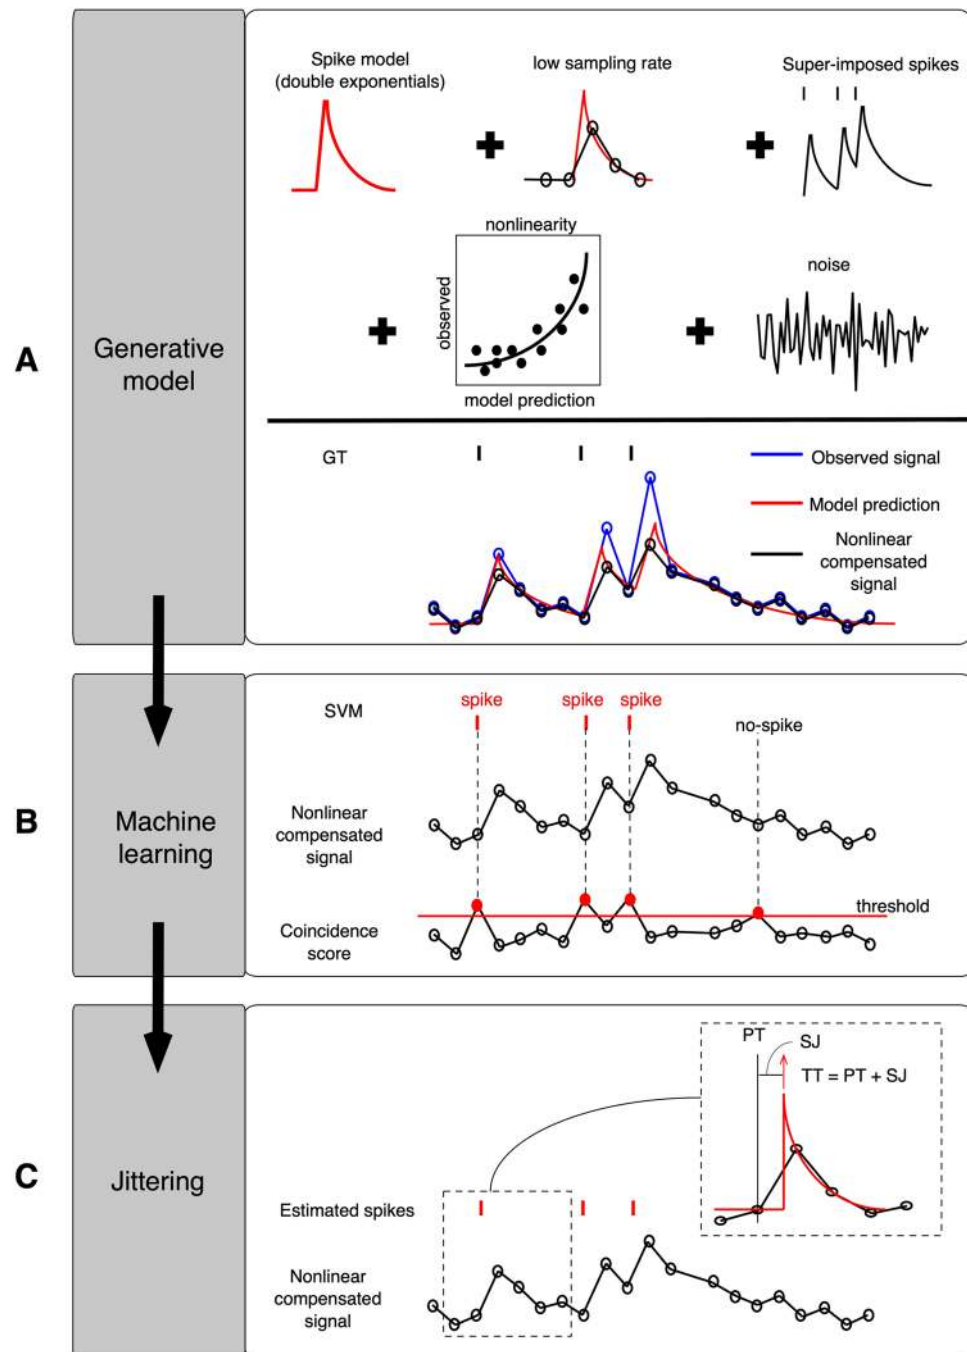 A
Generative
model
Spike model
(double exponentials)
low sampling rate
Super-imposed spikes
nonlinearity
observed
model prediction
noise
GT
Observed signal
Model prediction
Nonlinear
compensated
signal
B
Machine
learning
SVM
spike
spike
spike
no-spike
Nonlinear
compensated
signal
threshold
Coincidence
score
C
Jittering
PT
SJ
TT = PT + SJ
Estimated spikes
Nonlinear
compensated
signal